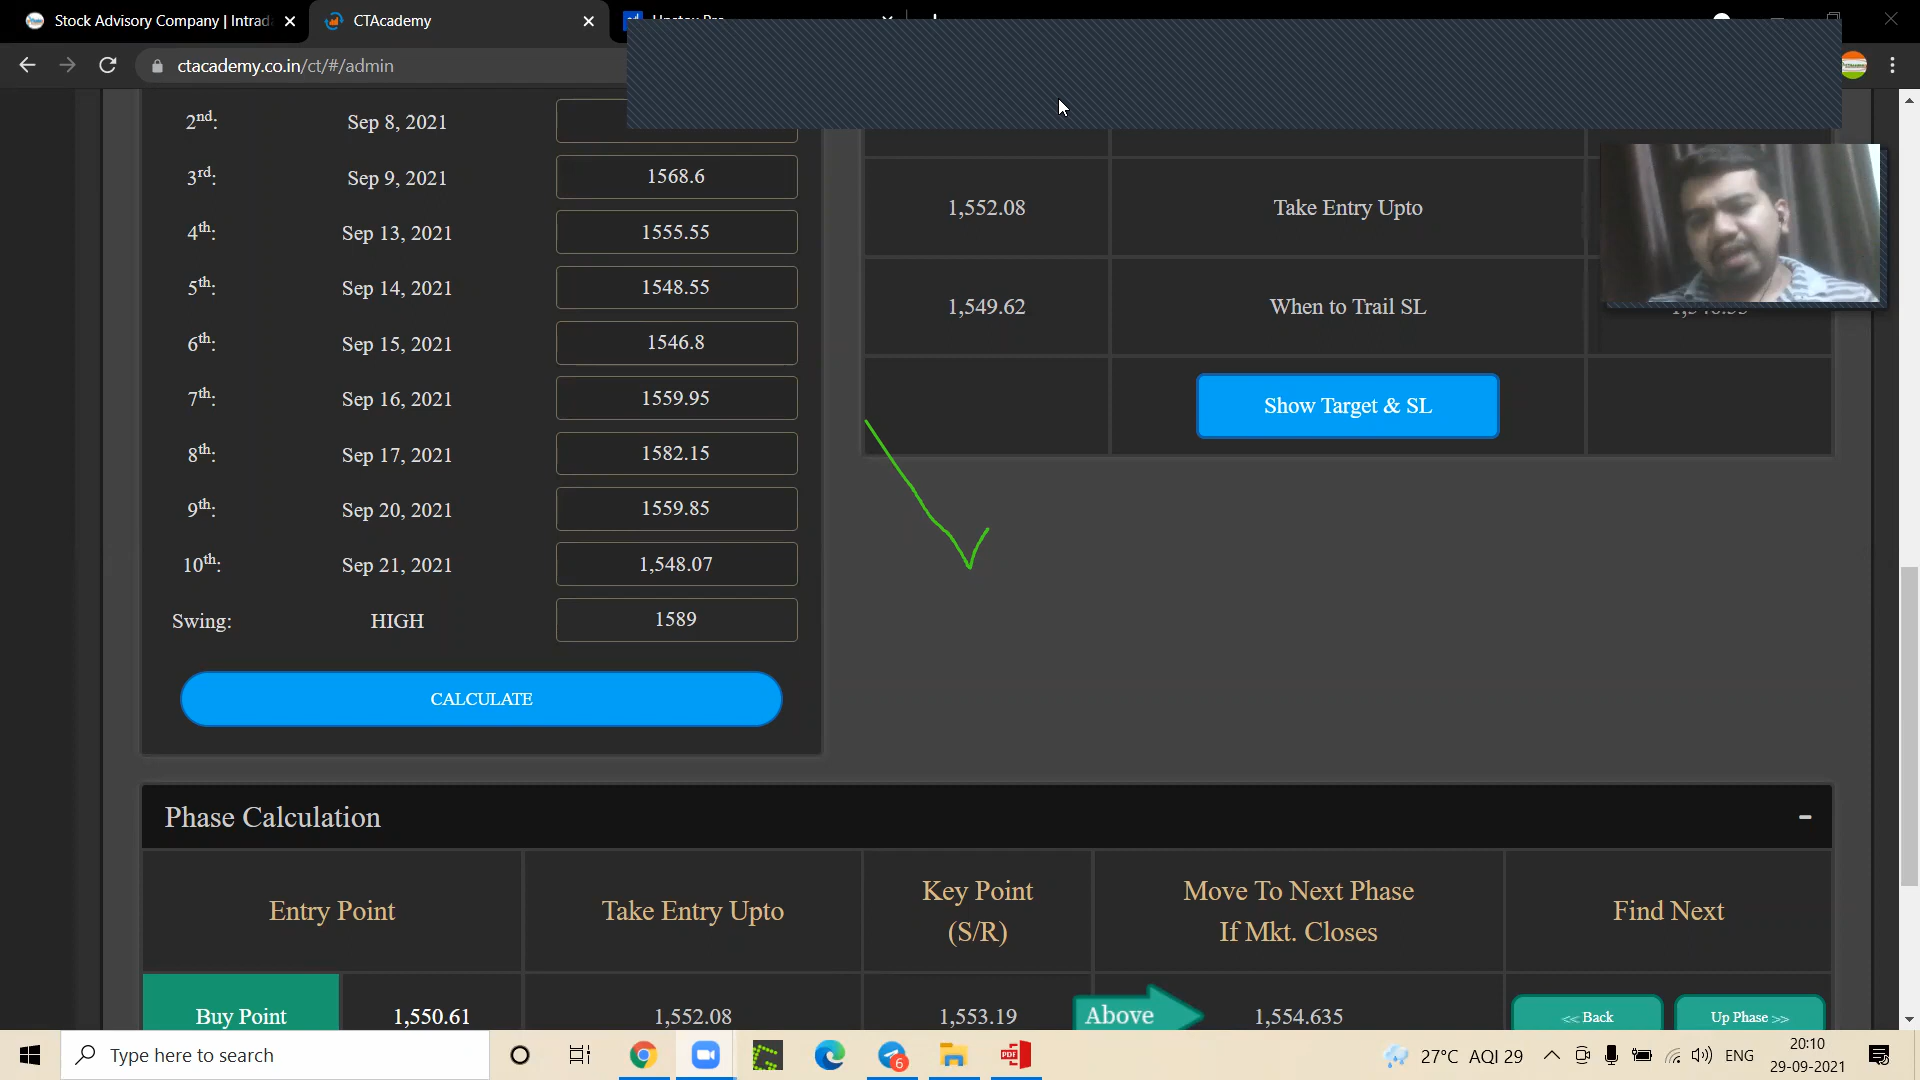 Stock Advisory Company | Intrad
CTAcademy
ctacademy.co.in/ct/#/admin
2nd: Sep 8, 2021
3rd: Sep 9, 2021 1568.6
4th: Sep 13, 2021 1555.55
5th: Sep 14, 2021 1548.55
6th: Sep 15, 2021 1546.8
7th: Sep 16, 2021 1559.95
8th: Sep 17, 2021 1582.15
9th: Sep 20, 2021 1559.85
10th: Sep 21, 2021 1,548.07
Swing: HIGH 1589
CALCULATE
1,552.08 Take Entry Upto
1,549.62 When to Trail SL
Show Target & SL
Phase Calculation
Entry Point
Take Entry Upto
Key Point
(S/R)
Move To Next Phase
If Mkt. Closes
Find Next
Buy Point 1,550.61 1,552.08 1,553.19 Above 1,554.635 << Back Up Phase >>
Type here to search
6
PDF
27°C AQI 29
ENG
20:10
29-09-2021